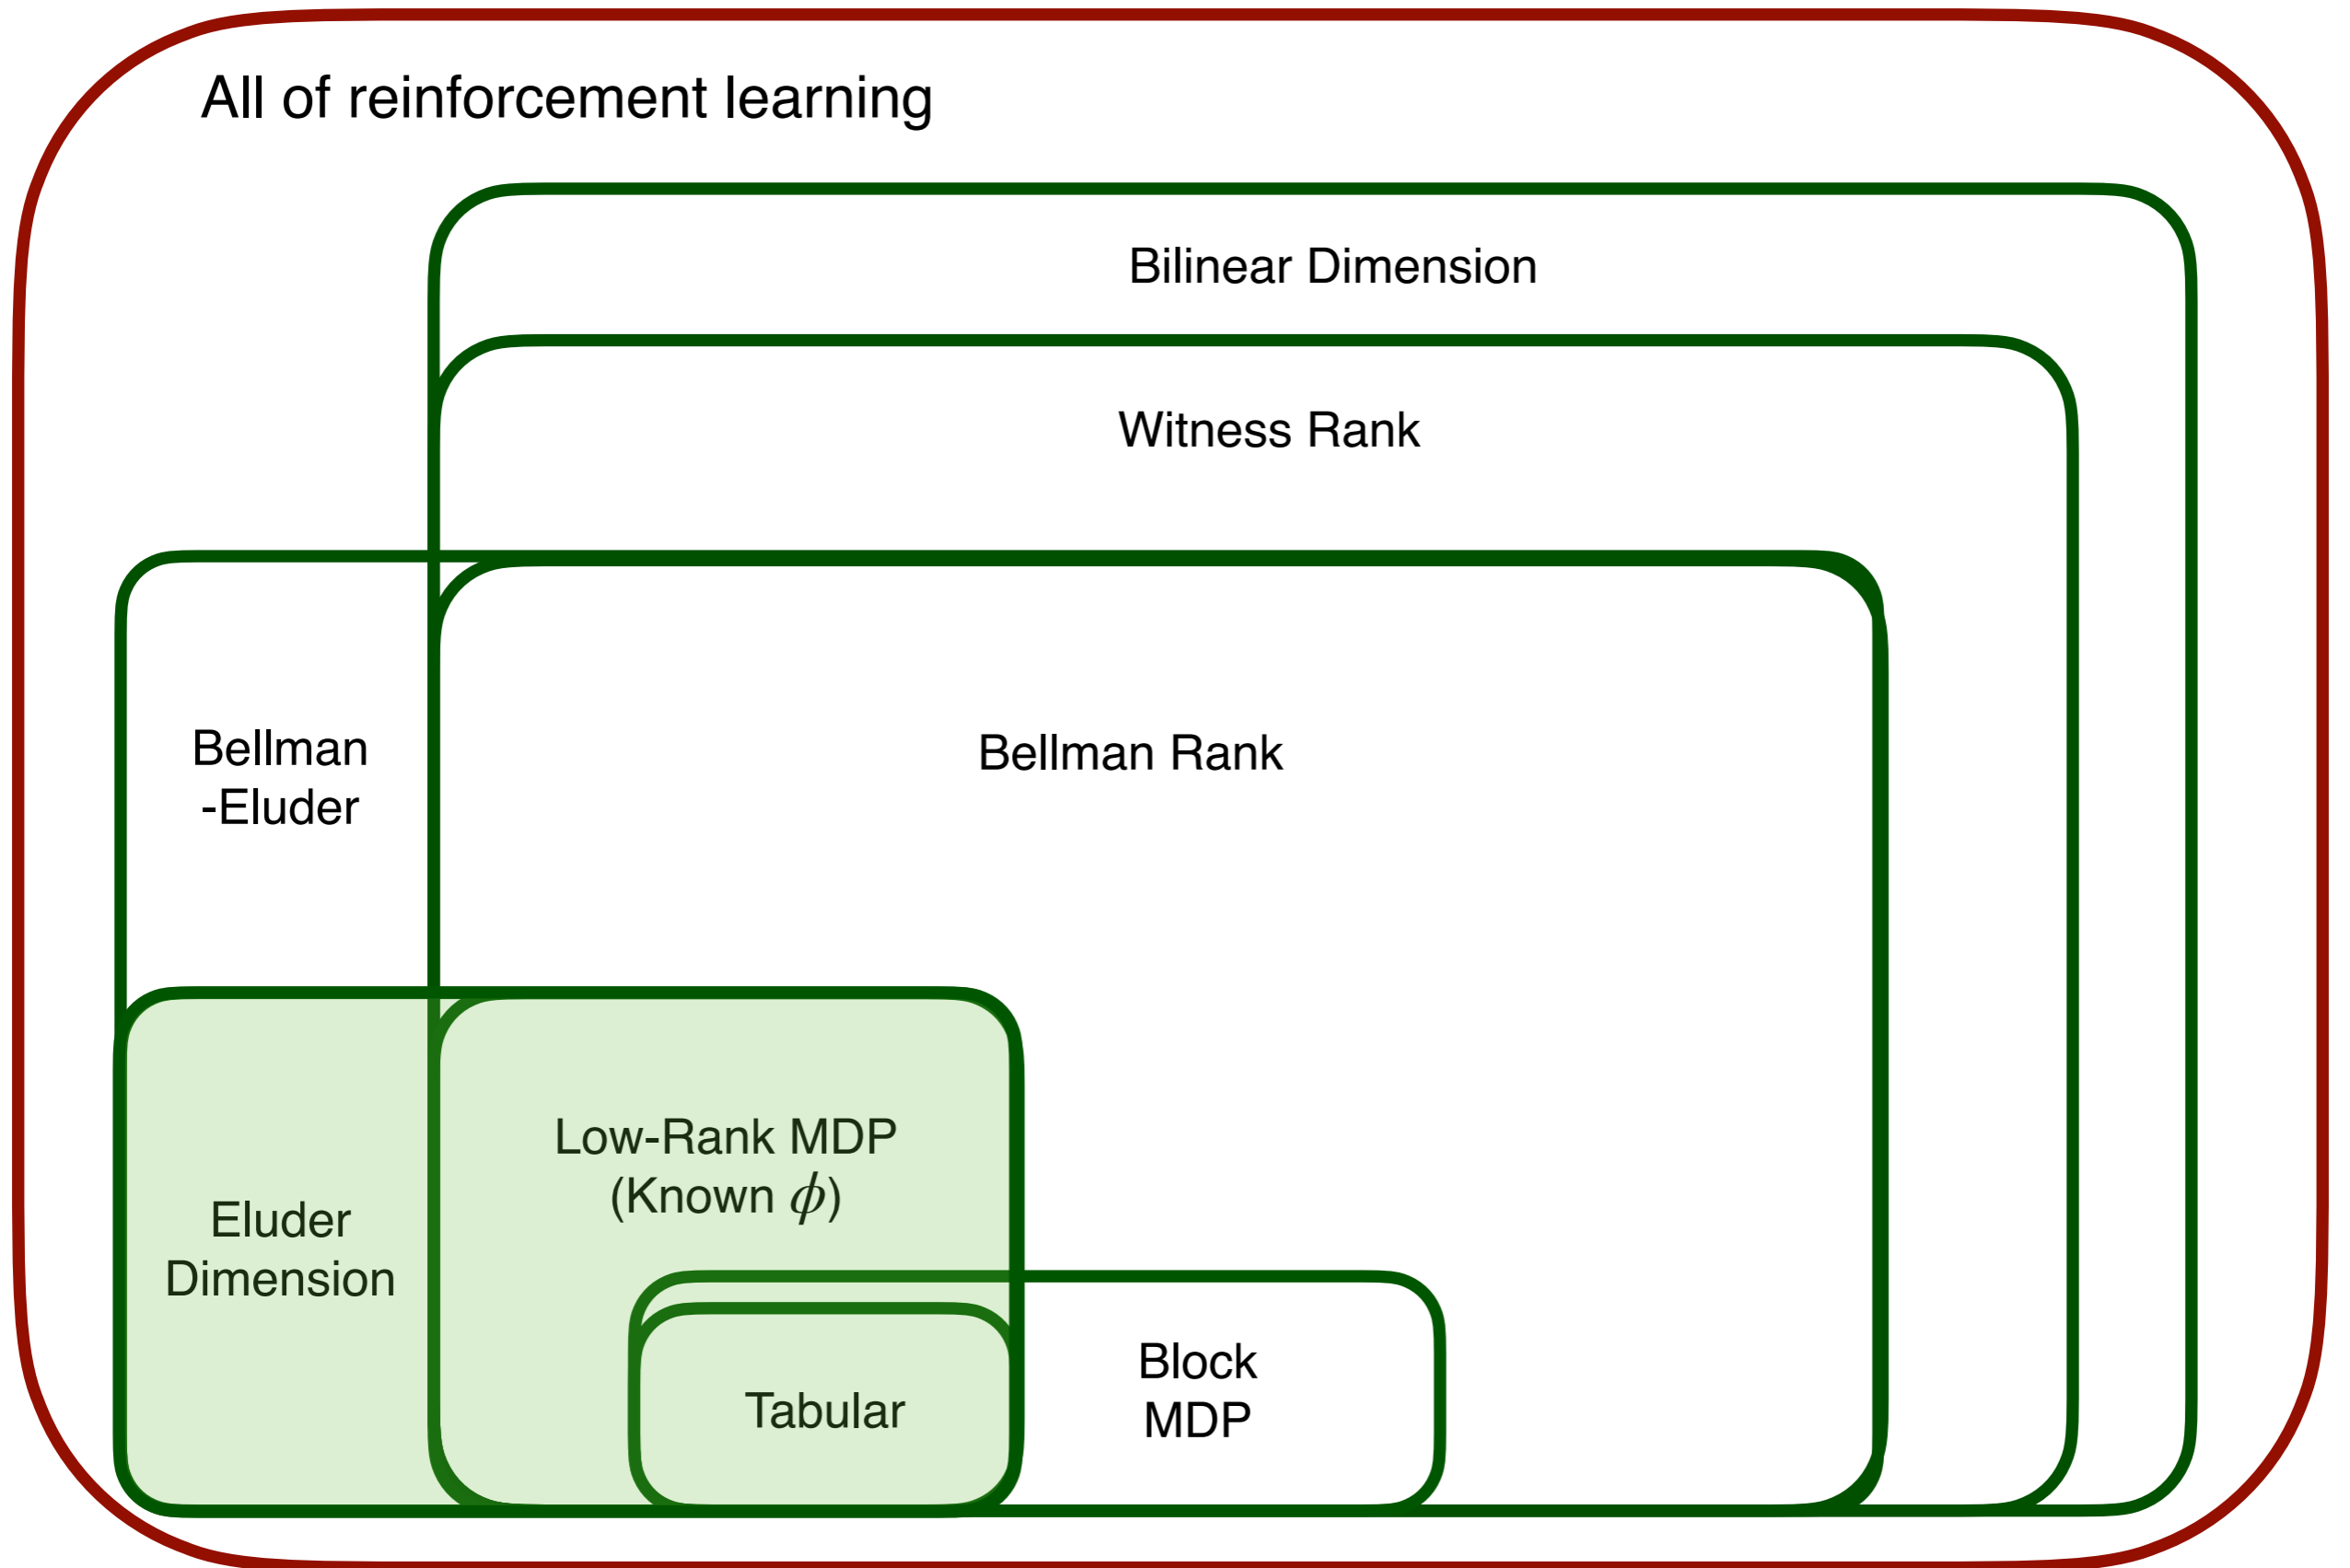 All of reinforcement learning
Bilinear Dimension
Witness Rank
Bellman
-Eluder
Bellman Rank
Low-Rank MDP
(Known ϕ)
Eluder
Dimension
Block
MDP
Tabular